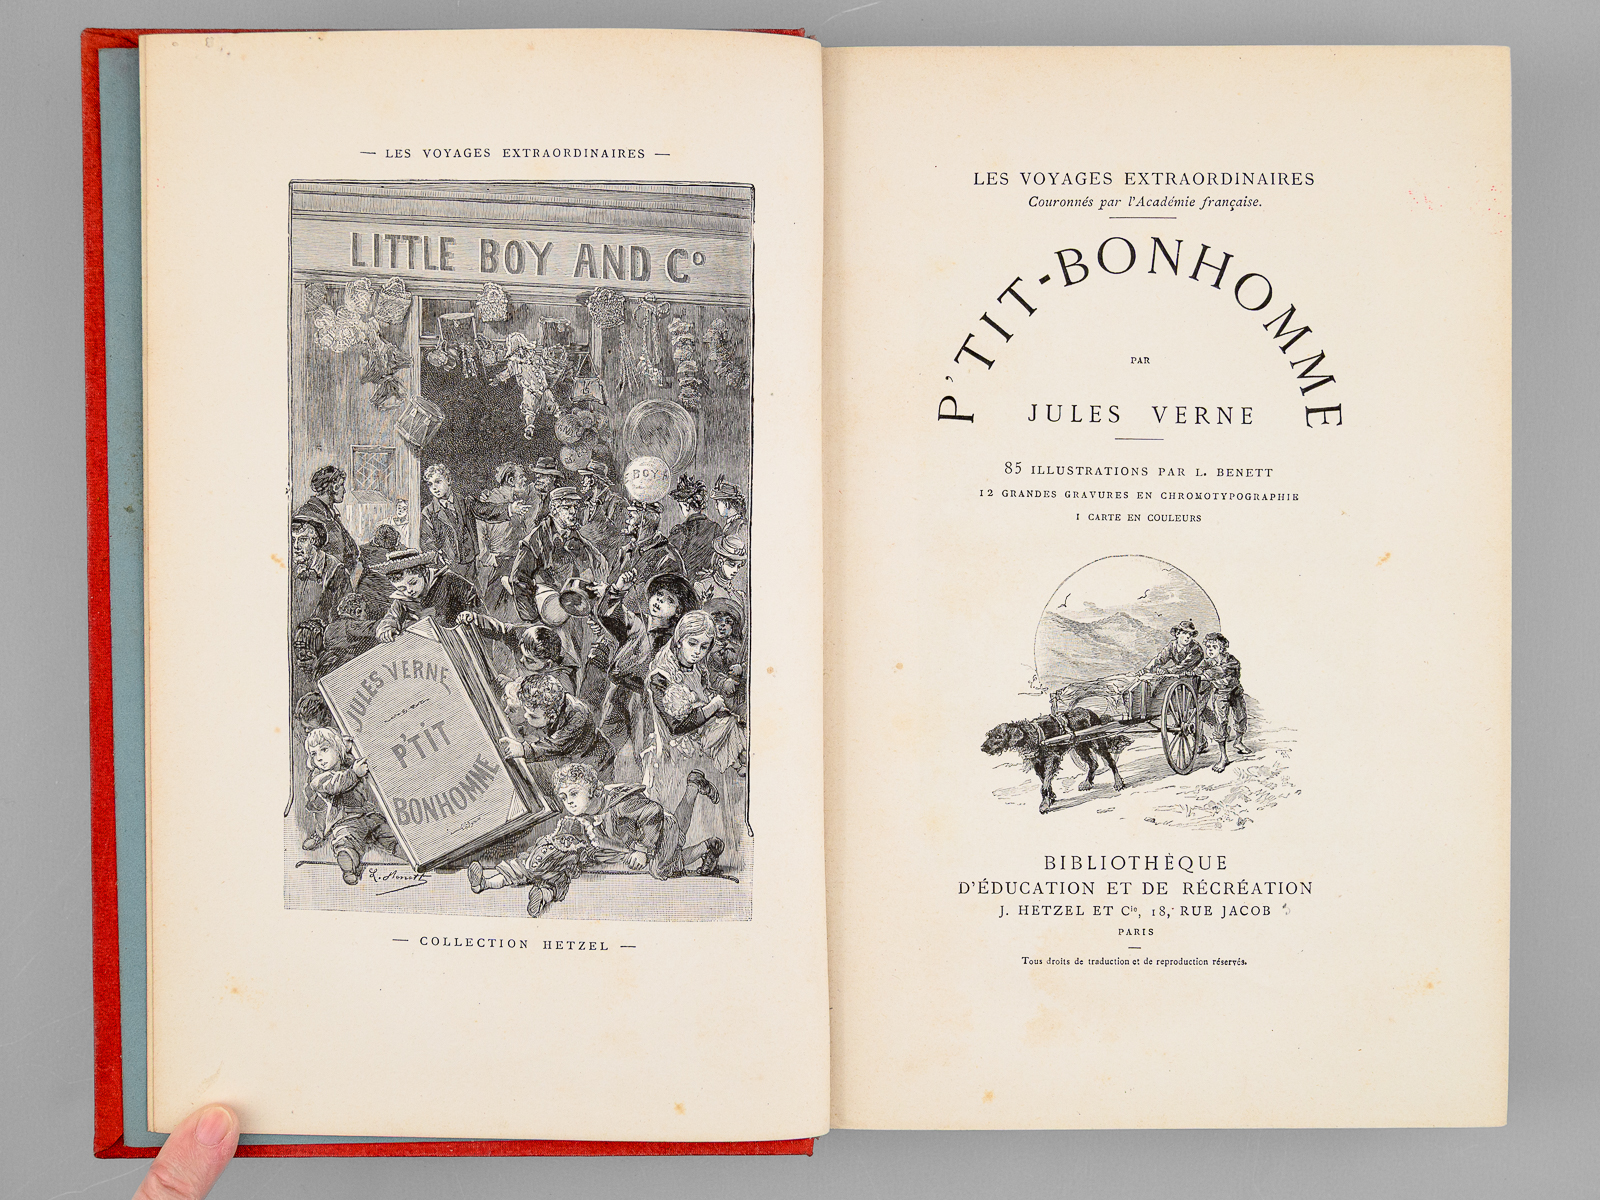 — LES VOYAGES EXTRAORDINAIRES —
LITTLE BOY AND Cº
BOY
JULES VERNE
P'TIT
BONHOMME
L. Benett
— COLLECTION HETZEL —
LES VOYAGES EXTRAORDINAIRES
Couronnés par l'Académie française.
P'TIT-BONHOMME
PAR
JULES VERNE
85 ILLUSTRATIONS PAR L. BENETT
12 GRANDES GRAVURES EN CHROMOTYPOGRAPHIE
1 CARTE EN COULEURS
BIBLIOTHÈQUE
D'ÉDUCATION ET DE RÉCRÉATION
J. HETZEL ET Cie, 18, RUE JACOB
PARIS
Tous droits de traduction et de reproduction réservés.